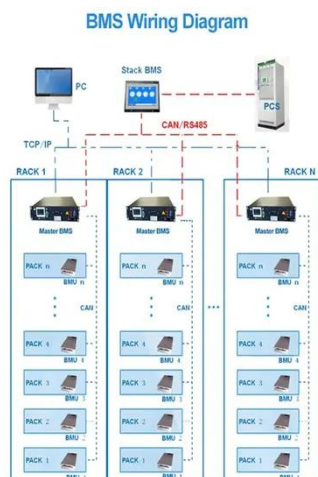 BMS Wiring Diagram
PC
Stack BMS
PCS
CAN/RS485
TCP/IP
RACK 1
RACK 2
RACK N
Master BMS
Master BMS
Master BMS
PACK n
BMU n
PACK n
BMU n
PACK n
BMU n
CAN
CAN
CAN
PACK 4
BMU 4
PACK 4
BMU 4
PACK 4
BMU 4
PACK 3
BMU 3
PACK 3
BMU 3
PACK 3
BMU 3
PACK 2
BMU 2
PACK 2
BMU 2
PACK 2
BMU 2
PACK 1
PACK 1
PACK 1